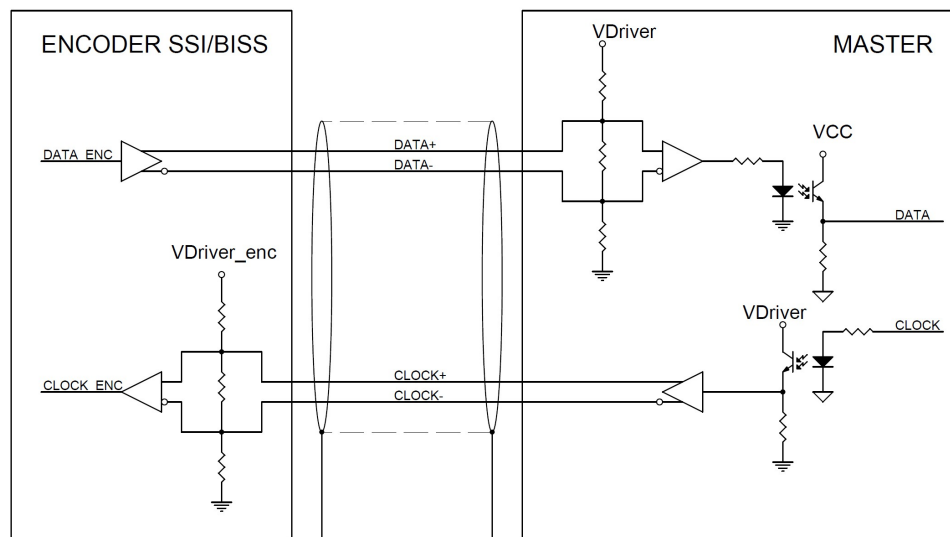 ENCODER SSI/BISS
VDriver
MASTER
DATA+
DATA_ENC
DATA-
VCC
DATA
VDriver_enc
VDriver
CLOCK
CLOCK+
CLOCK_ENC
CLOCK-